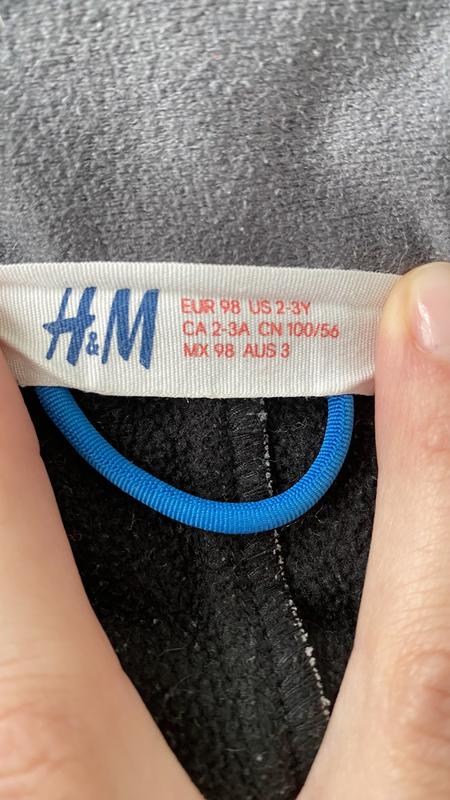 H&M
EUR 98 US 2-3Y
CA 2-3A CN 100/56
MX 98 AUS 3